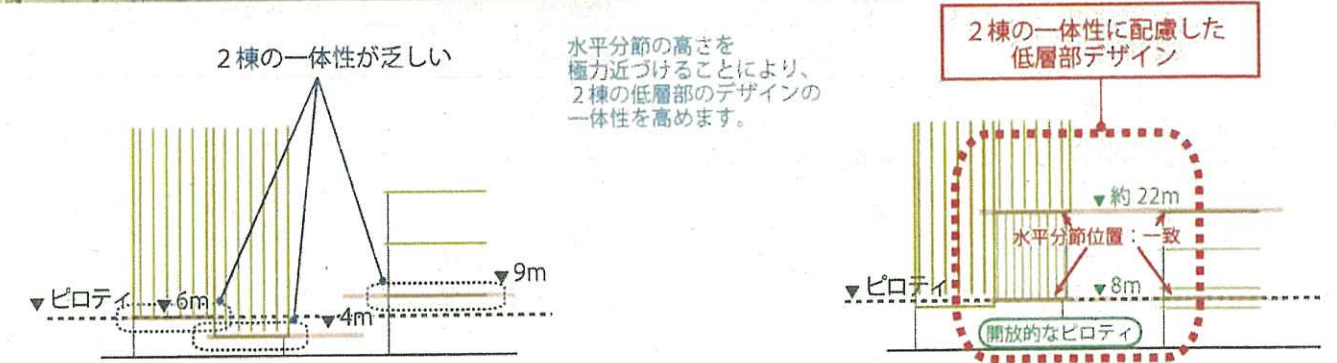 2棟の一体性が乏しい
▼ピロティ
▼6m
▼4m
▼9m
水平分節の高さを
極力近づけることにより、
2棟の低層部のデザインの
一体性を高めます。
2棟の一体性に配慮した
低層部デザイン
▼約22m
水平分節位置：一致
▼ピロティ
▼8m
開放的なピロティ